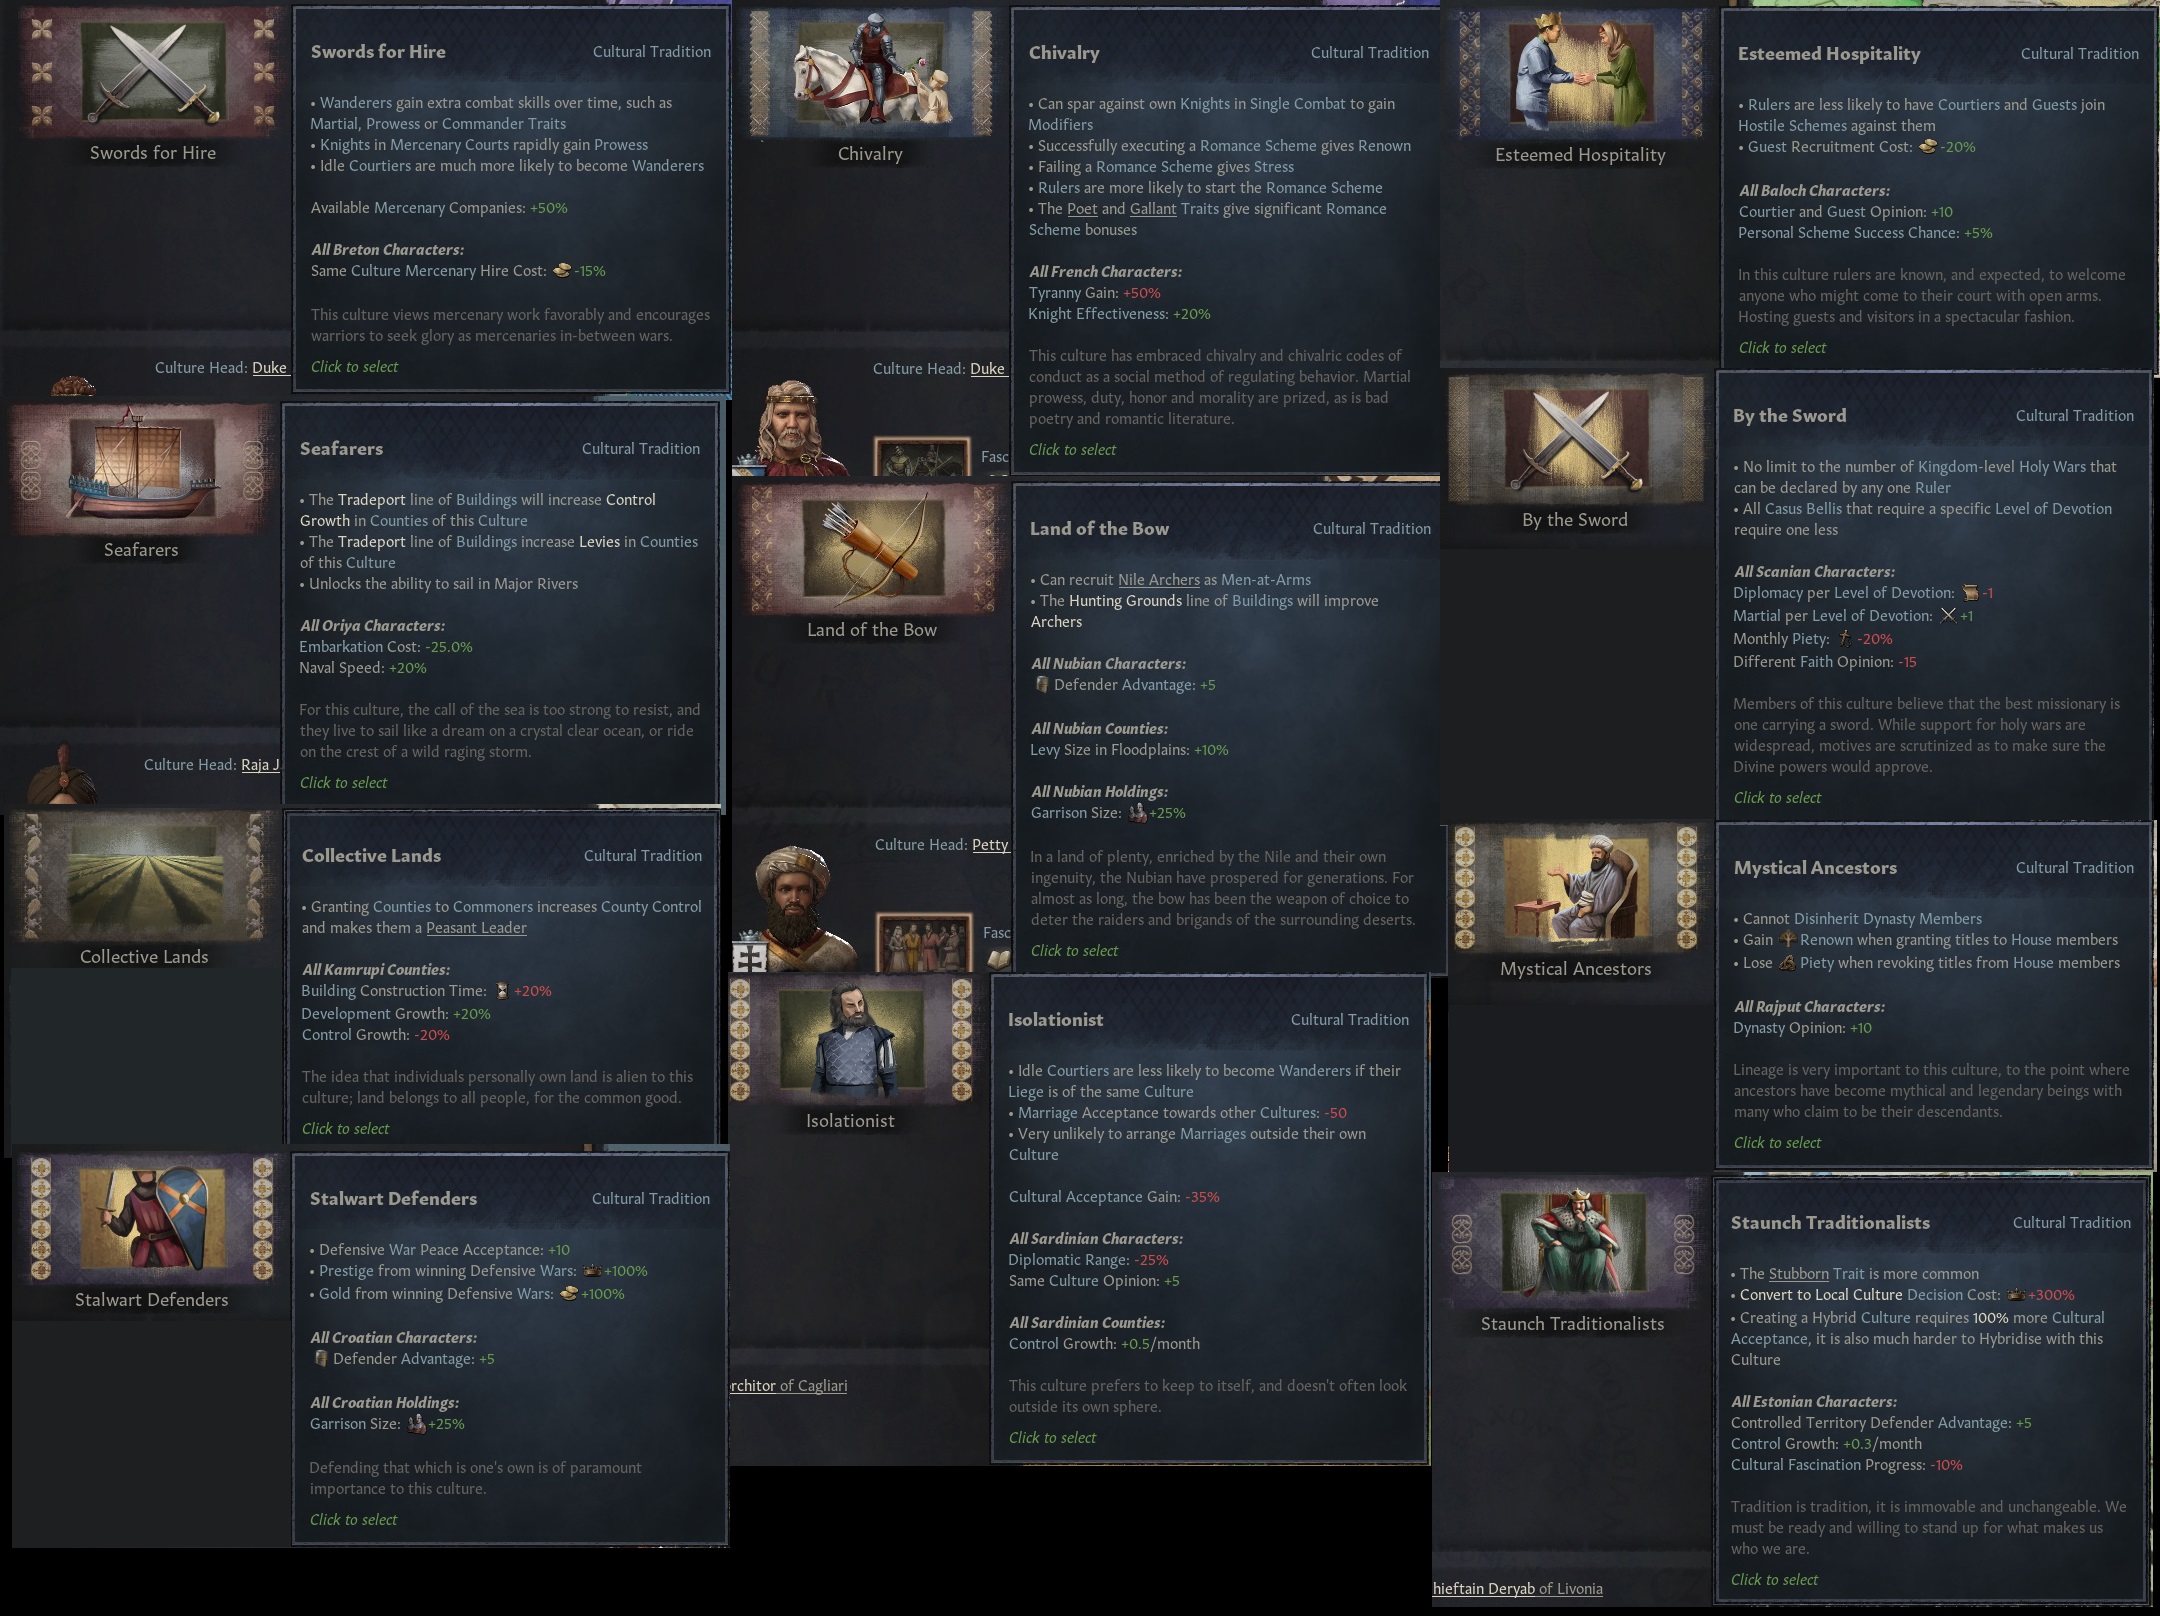 Swords for Hire
Swords for Hire
Cultural Tradition
• Wanderers gain extra combat skills over time, such as
Martial, Prowess or Commander Traits
• Knights in Mercenary Courts rapidly gain Prowess
• Idle Courtiers are much more likely to become Wanderers
Available Mercenary Companies: +50%
All Breton Characters:
Same Culture Mercenary Hire Cost: -15%
This culture views mercenary work favorably and encourages
warriors to seek glory as mercenaries in-between wars.
Click to select
Culture Head: Duke
Seafarers
Seafarers
Cultural Tradition
• The Tradeport line of Buildings will increase Control
Growth in Counties of this Culture
• The Tradeport line of Buildings increase Levies in Counties
of this Culture
• Unlocks the ability to sail in Major Rivers
All Oriya Characters:
Embarkation Cost: -25.0%
Naval Speed: +20%
For this culture, the call of the sea is too strong to resist, and
they live to sail like a dream on a crystal clear ocean, or ride
on the crest of a wild raging storm.
Click to select
Culture Head: Raja J
Collective Lands
Collective Lands
Cultural Tradition
• Granting Counties to Commoners increases County Control
and makes them a Peasant Leader
All Kamrupi Counties:
Building Construction Time: +20%
Development Growth: +20%
Control Growth: -20%
The idea that individuals personally own land is alien to this
culture; land belongs to all people, for the common good.
Click to select
Stalwart Defenders
Stalwart Defenders
Cultural Tradition
• Defensive War Peace Acceptance: +10
• Prestige from winning Defensive Wars: +100%
• Gold from winning Defensive Wars: +100%
All Croatian Characters:
Defender Advantage: +5
All Croatian Holdings:
Garrison Size: +25%
Defending that which is one's own is of paramount
importance to this culture.
Click to select
Chivalry
Chivalry
Cultural Tradition
• Can spar against own Knights in Single Combat to gain
Modifiers
• Successfully executing a Romance Scheme gives Renown
• Failing a Romance Scheme gives Stress
• Rulers are more likely to start the Romance Scheme
• The Poet and Gallant Traits give significant Romance
Scheme bonuses
All French Characters:
Tyranny Gain: +50%
Knight Effectiveness: +20%
This culture has embraced chivalry and chivalric codes of
conduct as a social method of regulating behavior. Martial
prowess, duty, honor and morality are prized, as is bad
poetry and romantic literature.
Click to select
Culture Head: Duke
Fasc
Land of the Bow
Land of the Bow
Cultural Tradition
• Can recruit Nile Archers as Men-at-Arms
• The Hunting Grounds line of Buildings will improve
Archers
All Nubian Characters:
Defender Advantage: +5
All Nubian Counties:
Levy Size in Floodplains: +10%
All Nubian Holdings:
Garrison Size: +25%
In a land of plenty, enriched by the Nile and their own
ingenuity, the Nubian have prospered for generations. For
almost as long, the bow has been the weapon of choice to
deter the raiders and brigands of the surrounding deserts.
Click to select
Culture Head: Petty
Fasc
Isolationist
Isolationist
Cultural Tradition
• Idle Courtiers are less likely to become Wanderers if their
Liege is of the same Culture
• Marriage Acceptance towards other Cultures: -50
• Very unlikely to arrange Marriages outside their own
Culture
Cultural Acceptance Gain: -35%
All Sardinian Characters:
Diplomatic Range: -25%
Same Culture Opinion: +5
All Sardinian Counties:
Control Growth: +0.5/month
This culture prefers to keep to itself, and doesn't often look
outside its own sphere.
Click to select
rchitor of Cagliari
Esteemed Hospitality
Esteemed Hospitality
Cultural Tradition
• Rulers are less likely to have Courtiers and Guests join
Hostile Schemes against them
• Guest Recruitment Cost: -20%
All Baloch Characters:
Courtier and Guest Opinion: +10
Personal Scheme Success Chance: +5%
In this culture rulers are known, and expected, to welcome
anyone who might come to their court with open arms.
Hosting guests and visitors in a spectacular fashion.
Click to select
By the Sword
By the Sword
Cultural Tradition
• No limit to the number of Kingdom-level Holy Wars that
can be declared by any one Ruler
• All Casus Bellis that require a specific Level of Devotion
require one less
All Scanian Characters:
Diplomacy per Level of Devotion: -1
Martial per Level of Devotion: +1
Monthly Piety: -20%
Different Faith Opinion: -15
Members of this culture believe that the best missionary is
one carrying a sword. While support for holy wars are
widespread, motives are scrutinized as to make sure the
Divine powers would approve.
Click to select
Mystical Ancestors
Mystical Ancestors
Cultural Tradition
• Cannot Disinherit Dynasty Members
• Gain Renown when granting titles to House members
• Lose Piety when revoking titles from House members
All Rajput Characters:
Dynasty Opinion: +10
Lineage is very important to this culture, to the point where
ancestors have become mythical and legendary beings with
many who claim to be their descendants.
Click to select
Staunch Traditionalists
Staunch Traditionalists
Cultural Tradition
• The Stubborn Trait is more common
• Convert to Local Culture Decision Cost: +300%
• Creating a Hybrid Culture requires 100% more Cultural
Acceptance, it is also much harder to Hybridise with this
Culture
All Estonian Characters:
Controlled Territory Defender Advantage: +5
Control Growth: +0.3/month
Cultural Fascination Progress: -10%
Tradition is tradition, it is immovable and unchangeable. We
must be ready and willing to stand up for what makes us
who we are.
Click to select
hieftain Deryab of Livonia